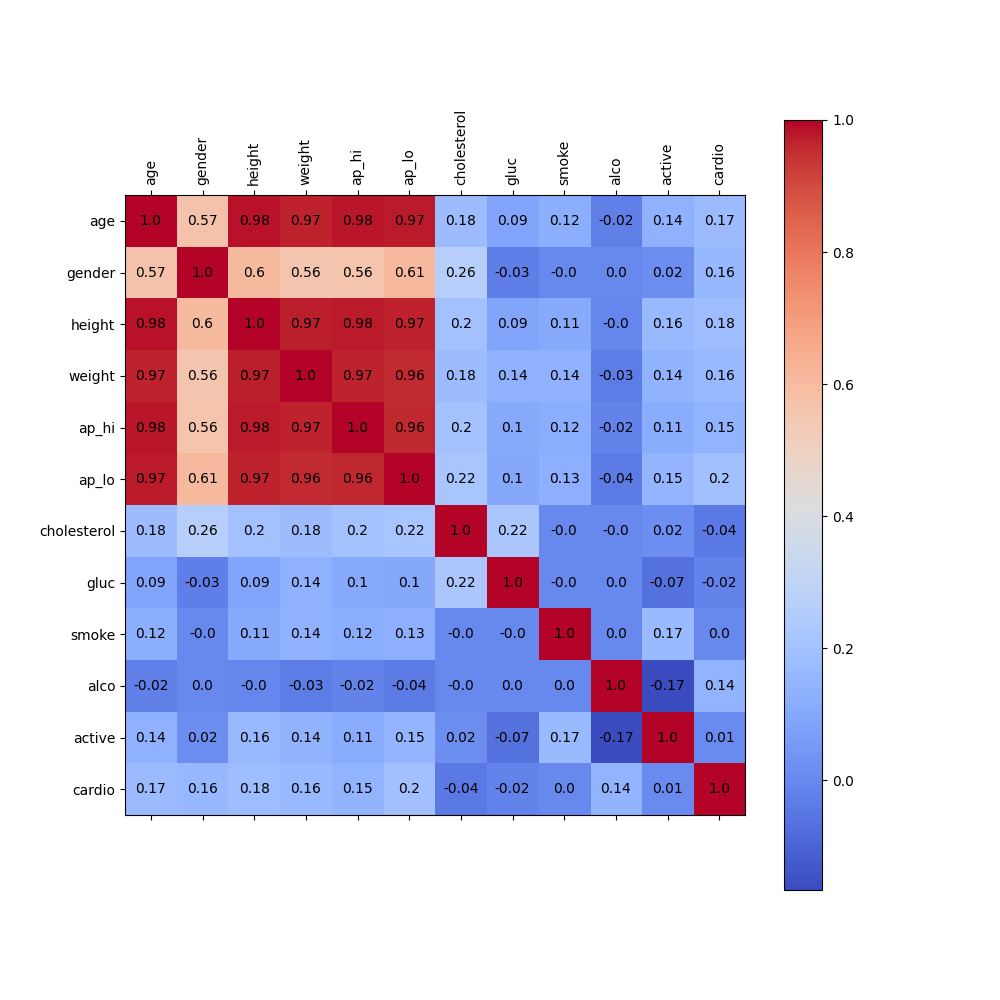 age gender height weight ap_hi ap_lo cholesterol gluc smoke alco active cardio
age 1.0 0.57 0.98 0.97 0.98 0.97 0.18 0.09 0.12 -0.02 0.14 0.17
gender 0.57 1.0 0.6 0.56 0.56 0.61 0.26 -0.03 -0.0 0.0 0.02 0.16
height 0.98 0.6 1.0 0.97 0.98 0.97 0.2 0.09 0.11 -0.0 0.16 0.18
weight 0.97 0.56 0.97 1.0 0.97 0.96 0.18 0.14 0.14 -0.03 0.14 0.16
ap_hi 0.98 0.56 0.98 0.97 1.0 0.96 0.2 0.1 0.12 -0.02 0.11 0.15
ap_lo 0.97 0.61 0.97 0.96 0.96 1.0 0.22 0.1 0.13 -0.04 0.15 0.2
cholesterol 0.18 0.26 0.2 0.18 0.2 0.22 1.0 0.22 -0.0 -0.0 0.02 -0.04
gluc 0.09 -0.03 0.09 0.14 0.1 0.1 0.22 1.0 -0.0 0.0 -0.07 -0.02
smoke 0.12 -0.0 0.11 0.14 0.12 0.13 -0.0 -0.0 1.0 0.0 0.17 0.0
alco -0.02 0.0 -0.0 -0.03 -0.02 -0.04 -0.0 0.0 0.0 1.0 -0.17 0.14
active 0.14 0.02 0.16 0.14 0.11 0.15 0.02 -0.07 0.17 -0.17 1.0 0.01
cardio 0.17 0.16 0.18 0.16 0.15 0.2 -0.04 -0.02 0.0 0.14 0.01 1.0
1.0
0.8
0.6
0.4
0.2
0.0